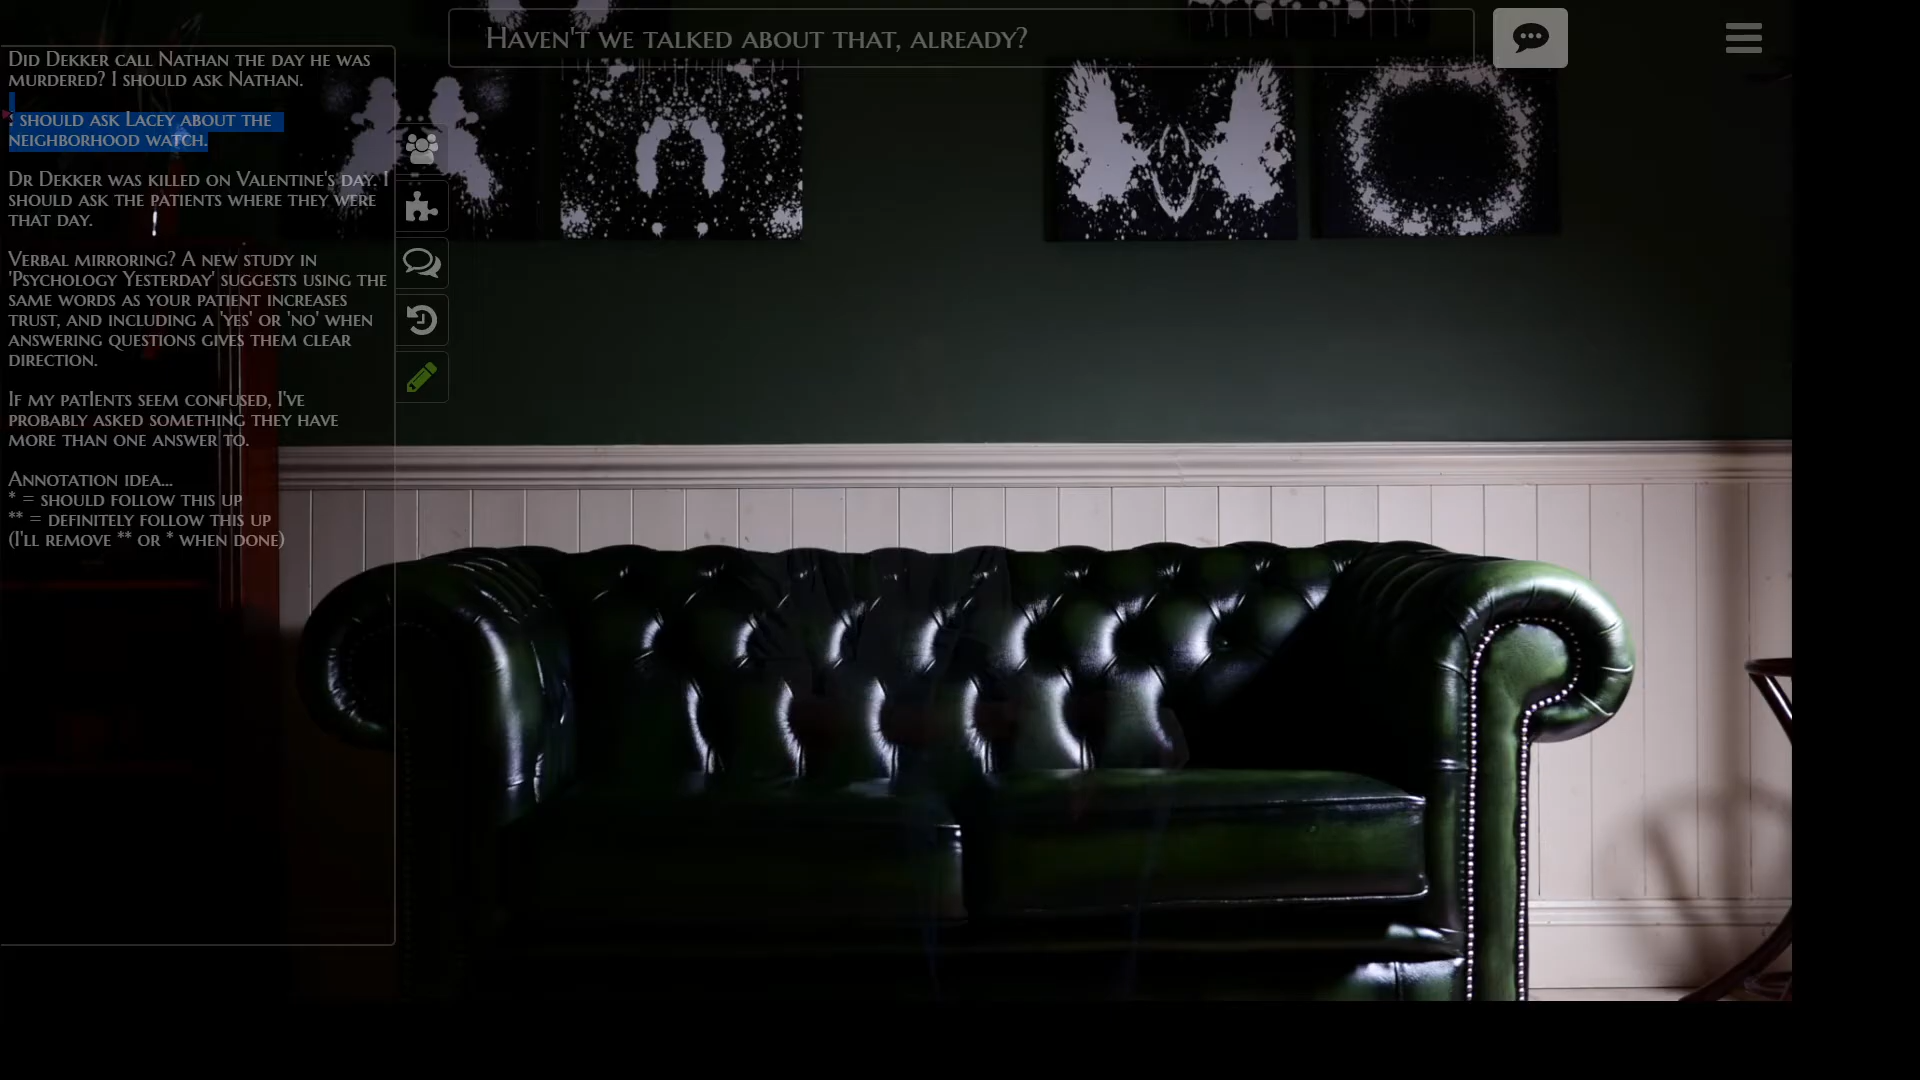 Haven't we talked about that, already?
Did Dekker call Nathan the day he was
murdered? I should ask Nathan.
should ask Lacey about the
neighborhood watch.
Dr Dekker was killed on Valentine's day. I
should ask the patients where they were
that day.
Verbal mirroring? A new study in
'Psychology Yesterday' suggests using the
same words as your patient increases
trust, and including a 'yes' or 'no' when
answering questions gives them clear
direction.
If my patients seem confused, I've
probably asked something they have
more than one answer to.
Annotation idea...
* = should follow this up
** = definitely follow this up
(I'll remove ** or * when done)